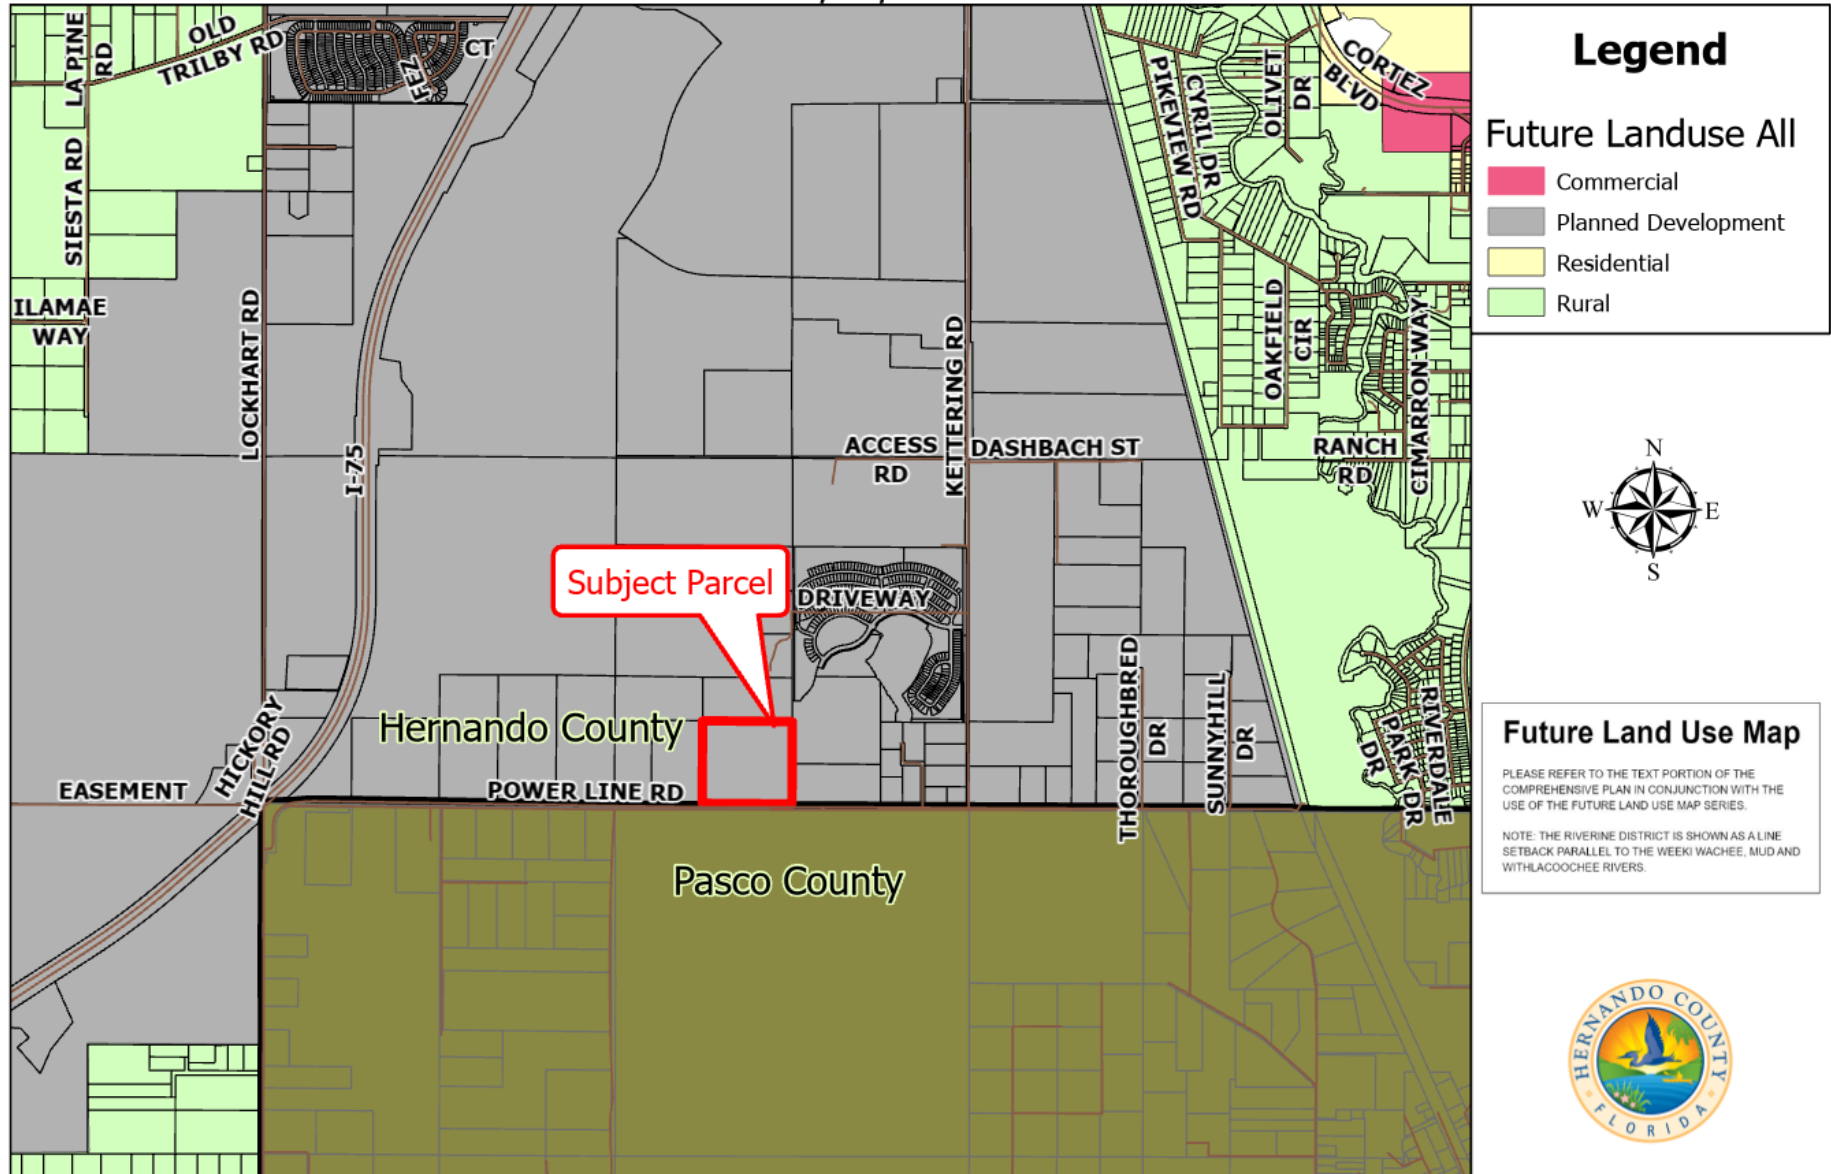 LA PINE
RD
OLD
TRILBY RD
FEZ
CT
SIESTA RD
ILAMAE
WAY
LOCKHART RD
I-75
HICKORY
HILL RD
EASEMENT
POWER LINE RD
Hernando County
Pasco County
Subject Parcel
DRIVEWAY
ACCESS
RD
KETTERING RD
DASHBACH ST
THOROUGHBRED
DR
SUNNYHILL
DR
PIKEVIEW RD
CYRIL DR
OLIVET
DR
CORTEZ
BLVD
OAKFIELD
CIR
CIMARRON WAY
RANCH
RD
PARK DR
RIVERDALE
DR
Legend
Future Landuse All
Commercial
Planned Development
Residential
Rural
N
W E
S
Future Land Use Map
PLEASE REFER TO THE TEXT PORTION OF THE
COMPREHENSIVE PLAN IN CONJUNCTION WITH THE
USE OF THE FUTURE LAND USE MAP SERIES.
NOTE: THE RIVERINE DISTRICT IS SHOWN AS A LINE
SETBACK PARALLEL TO THE WEEKI WACHEE, MUD AND
WITHLACOOCHEE RIVERS.
HERNANDO COUNTY
FLORIDA